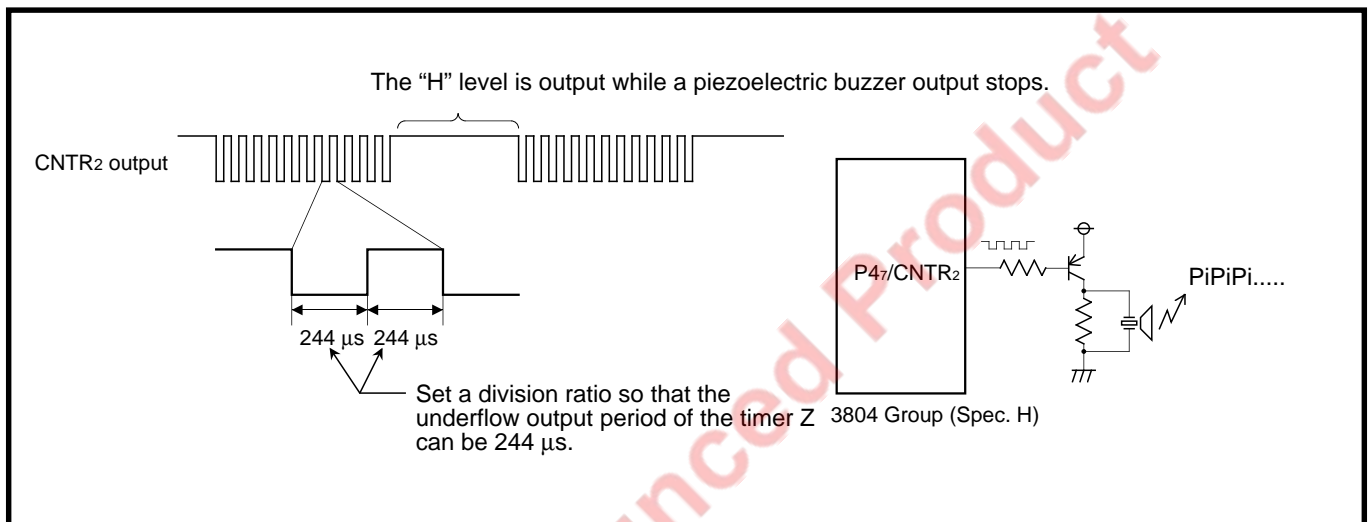 The “H” level is output while a piezoelectric buzzer output stops.
CNTR2 output
244 μs 244 μs
Set a division ratio so that the
underflow output period of the timer Z
can be 244 μs.
P47/CNTR2
PiPiPi.....
3804 Group (Spec. H)
unced Product